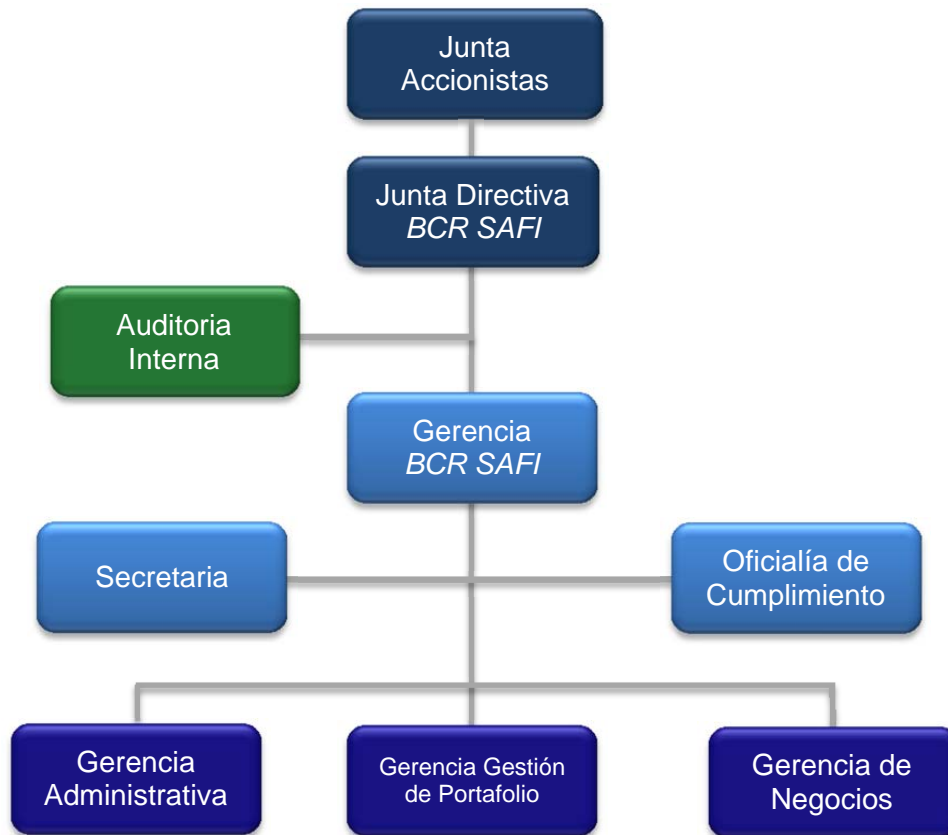 Junta
Accionistas
Junta Directiva
BCR SAFI
Auditoria
Interna
Gerencia
BCR SAFI
Secretaria
Oficialía de
Cumplimiento
Gerencia
Administrativa
Gerencia Gestión
de Portafolio
Gerencia de
Negocios